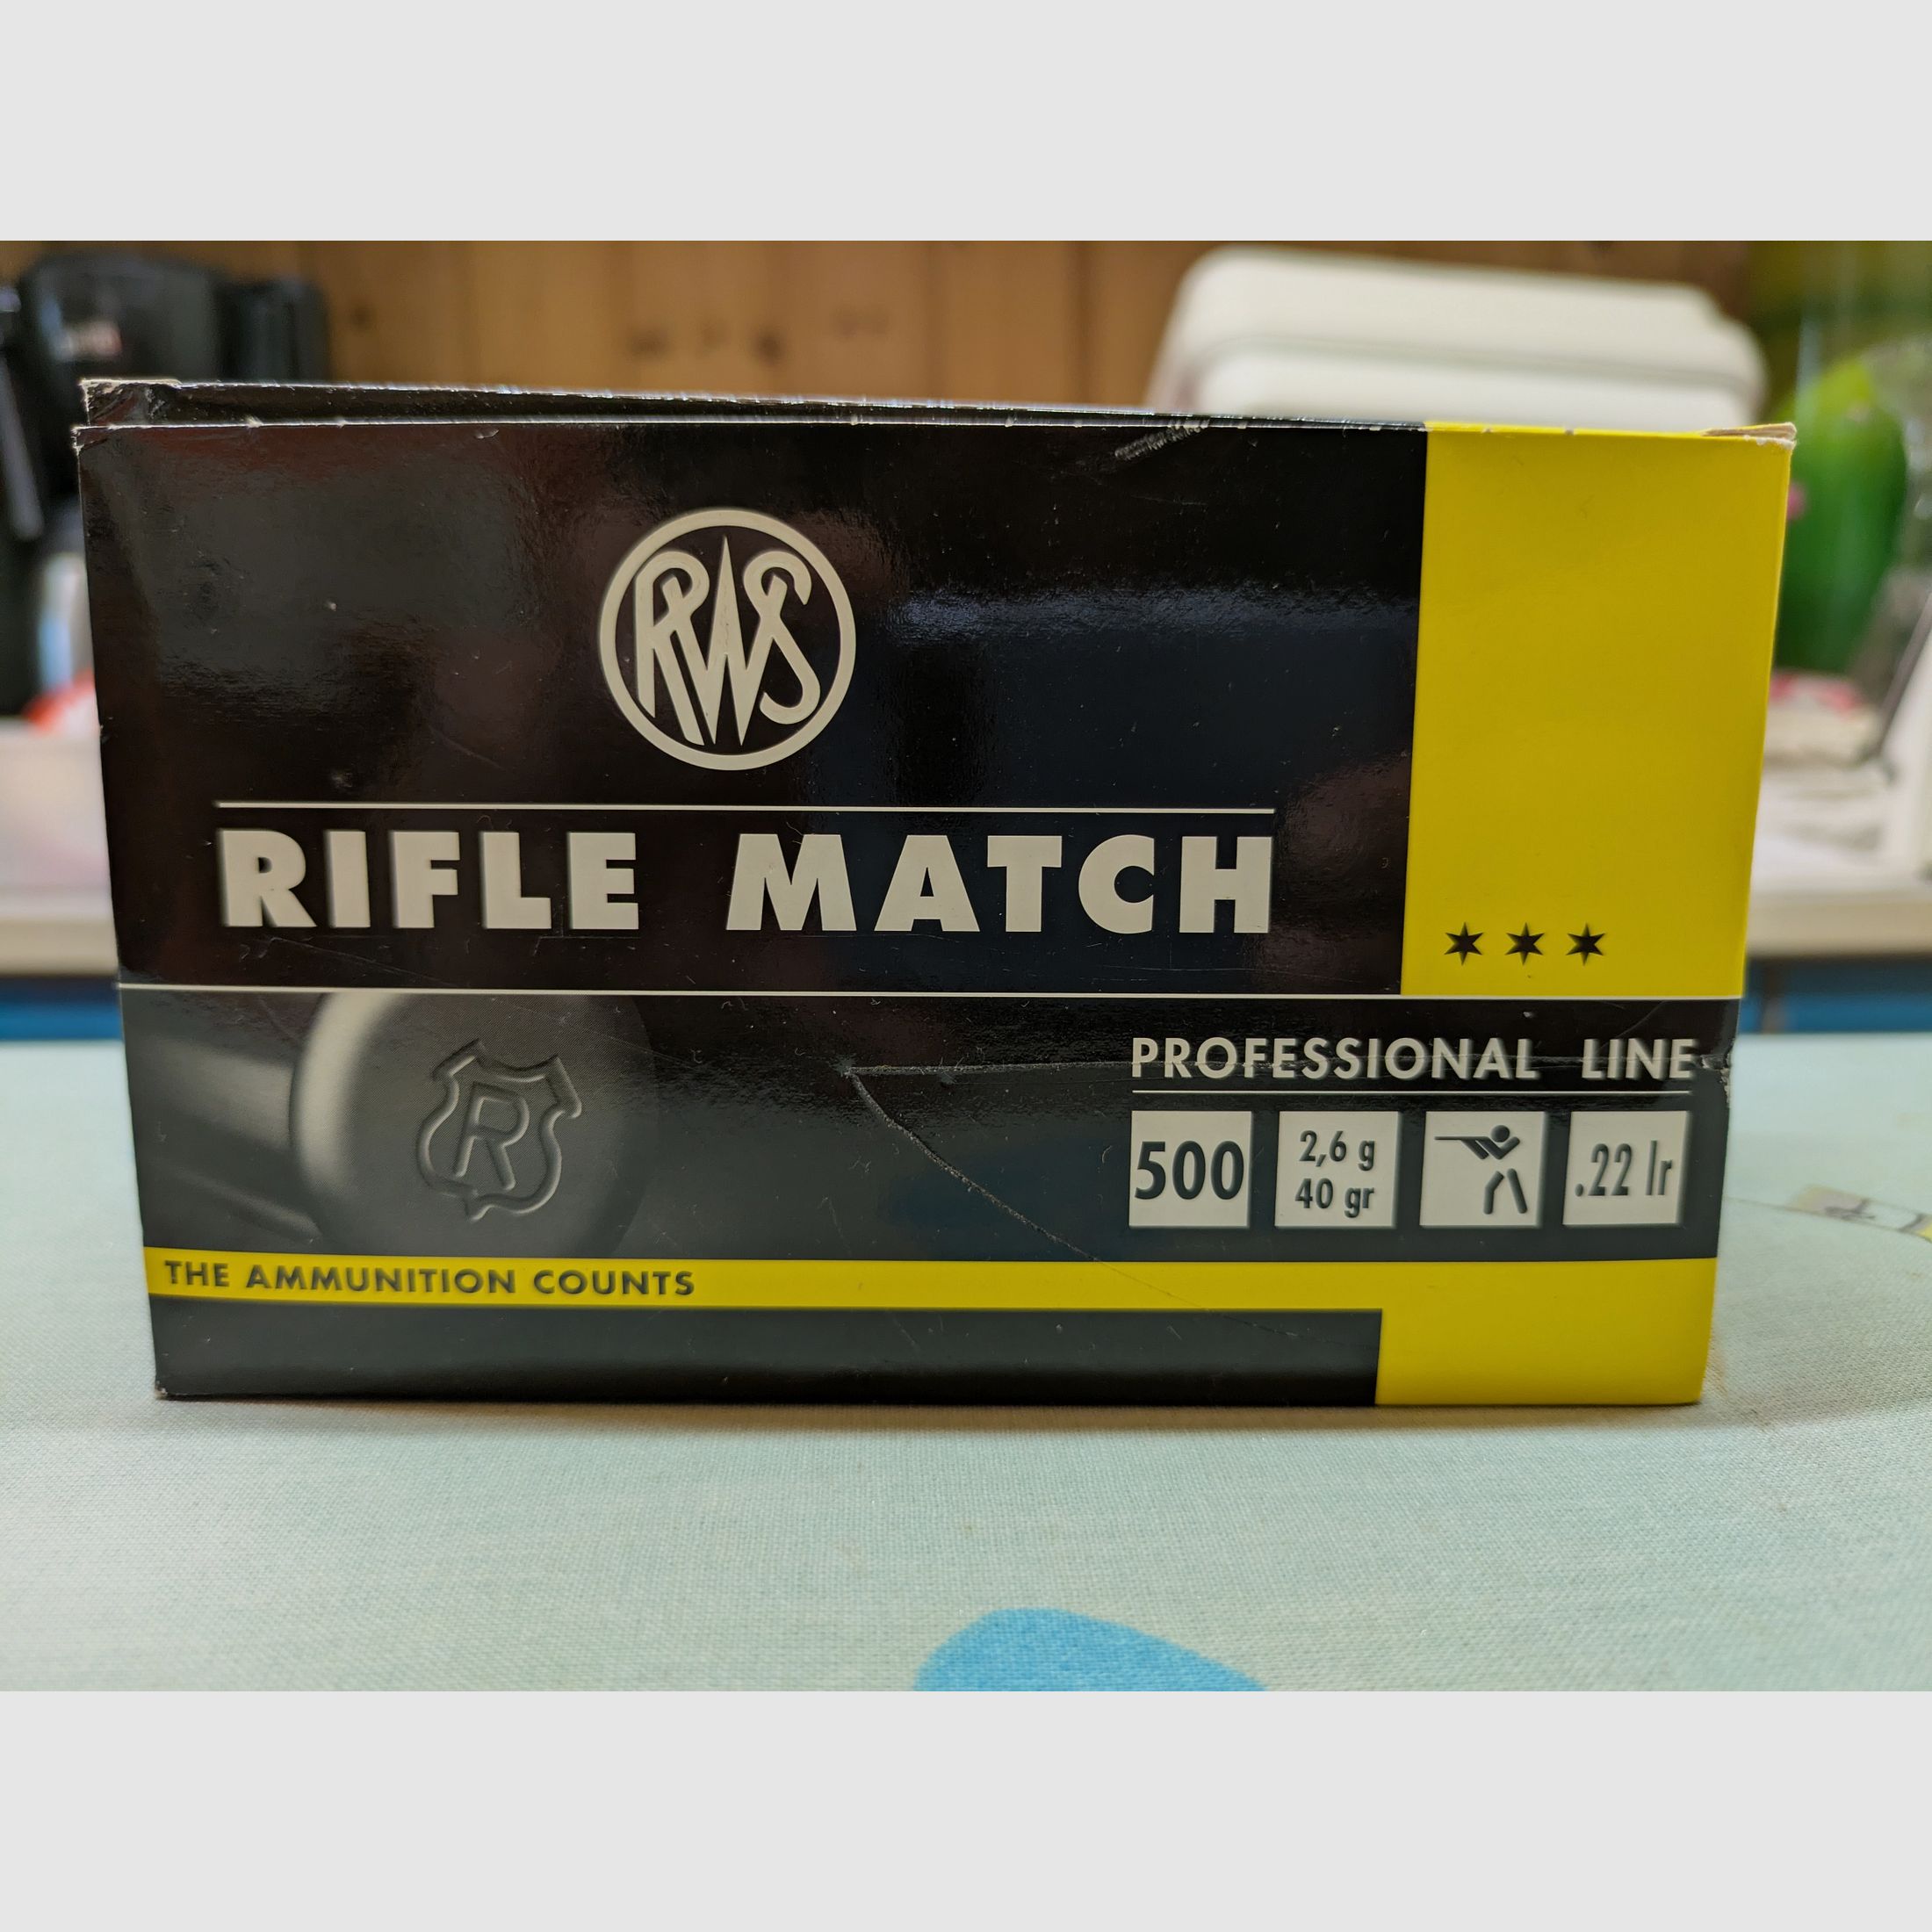 RWS
RIFLE MATCH
PROFESSIONAL LINE
R
500
2,6 g
40 gr
.22 lr
THE AMMUNITION COUNTS